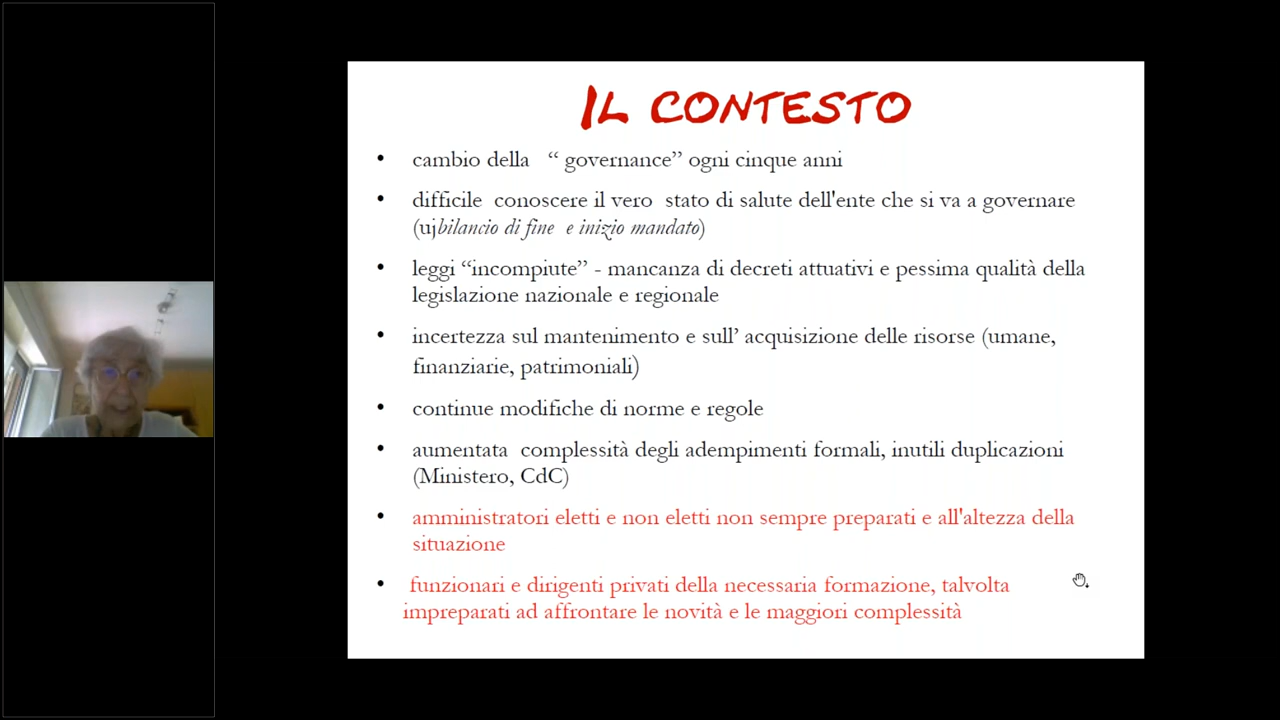 IL CONTESTO
• cambio della “ governance” ogni cinque anni
• difficile conoscere il vero stato di salute dell'ente che si va a governare
(ujbilancio di fine e inizio mandato)
• leggi “incompiute” - mancanza di decreti attuativi e pessima qualità della
legislazione nazionale e regionale
• incertezza sul mantenimento e sull’ acquisizione delle risorse (umane,
finanziarie, patrimoniali)
• continue modifiche di norme e regole
• aumentata complessità degli adempimenti formali, inutili duplicazioni
(Ministero, CdC)
• amministratori eletti e non eletti non sempre preparati e all'altezza della
situazione
• funzionari e dirigenti privati della necessaria formazione, talvolta
impreparati ad affrontare le novità e le maggiori complessità